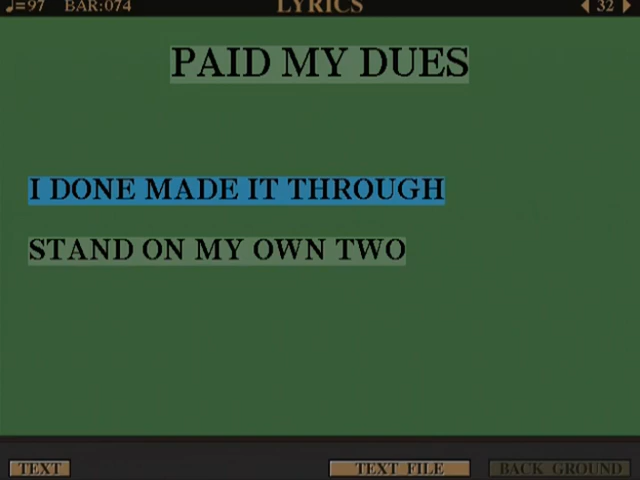 ♩=97 BAR:074 LYRICS 32
PAID MY DUES
I DONE MADE IT THROUGH
STAND ON MY OWN TWO
TEXT TEXT FILE BACK GROUND